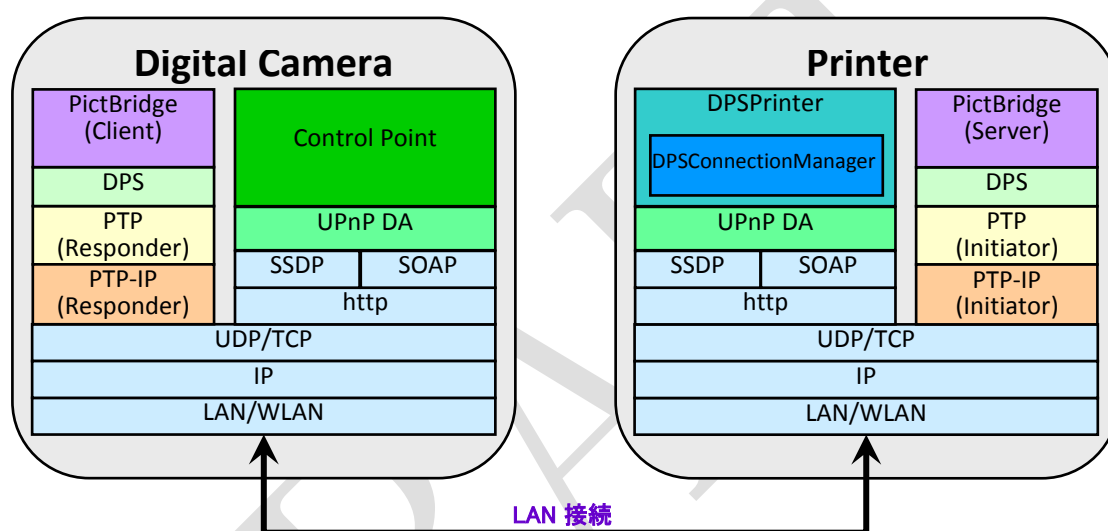 Digital Camera
PictBridge
(Client)
DPS
PTP
(Responder)
PTP-IP
(Responder)
Control Point
UPnP DA
SSDP
SOAP
http
UDP/TCP
IP
LAN/WLAN
Printer
DPSPrinter
DPSConnectionManager
UPnP DA
SSDP
SOAP
http
PictBridge
(Server)
DPS
PTP
(Initiator)
PTP-IP
(Initiator)
UDP/TCP
IP
LAN/WLAN
LAN 接続